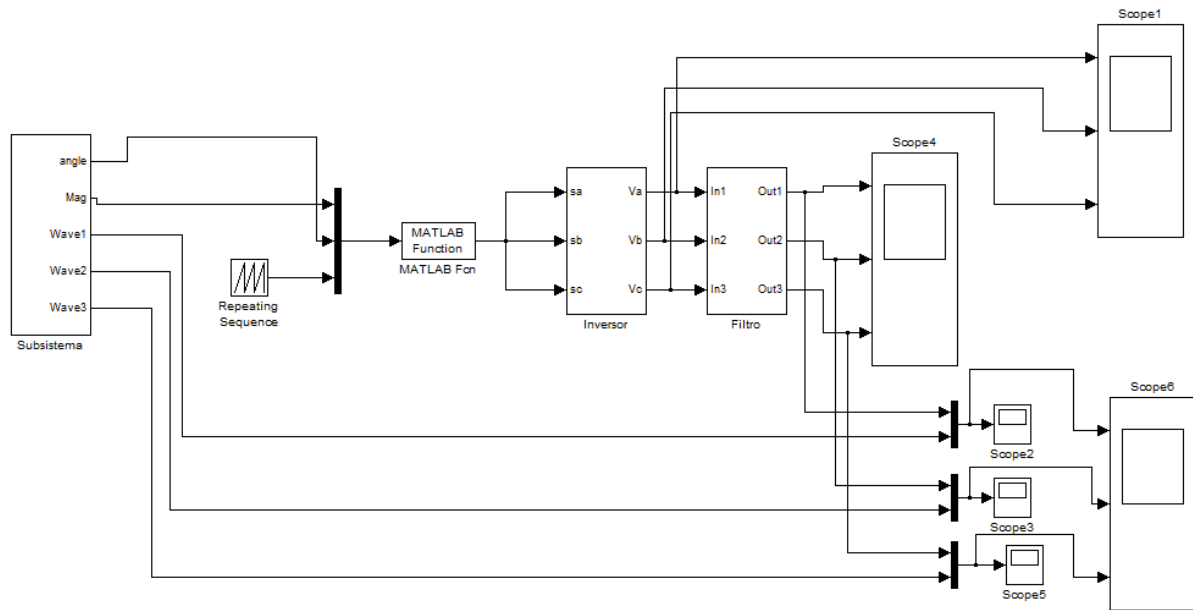 Scope1
Scope4
angle
Mag
Wave1
Wave2
Wave3
Subsistema
Repeating
Sequence
MATLAB
Function
MATLAB Fcn
sa
sb
sc
Va
Vb
Vc
Inversor
In1
In2
In3
Out1
Out2
Out3
Filtro
Scope6
Scope2
Scope3
Scope5